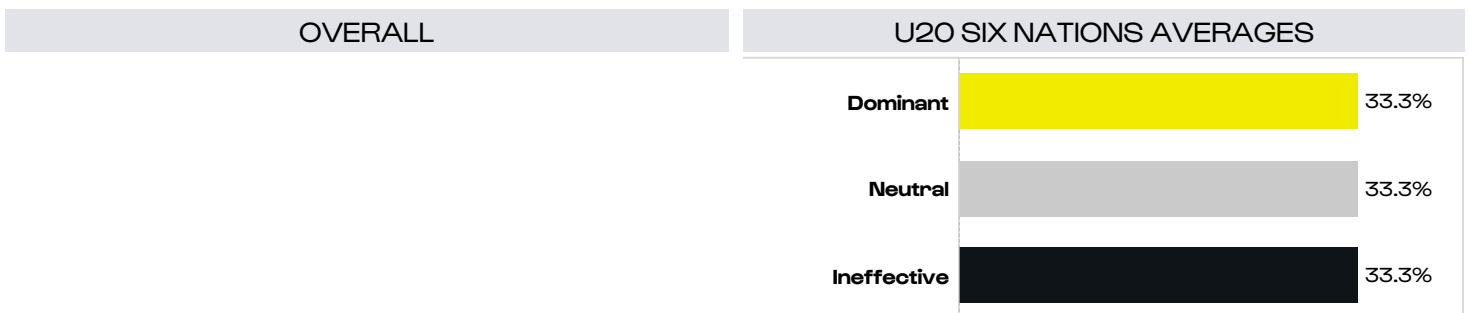 OVERALL
U20 SIX NATIONS AVERAGES
Dominant 33.3%
Neutral 33.3%
Ineffective 33.3%